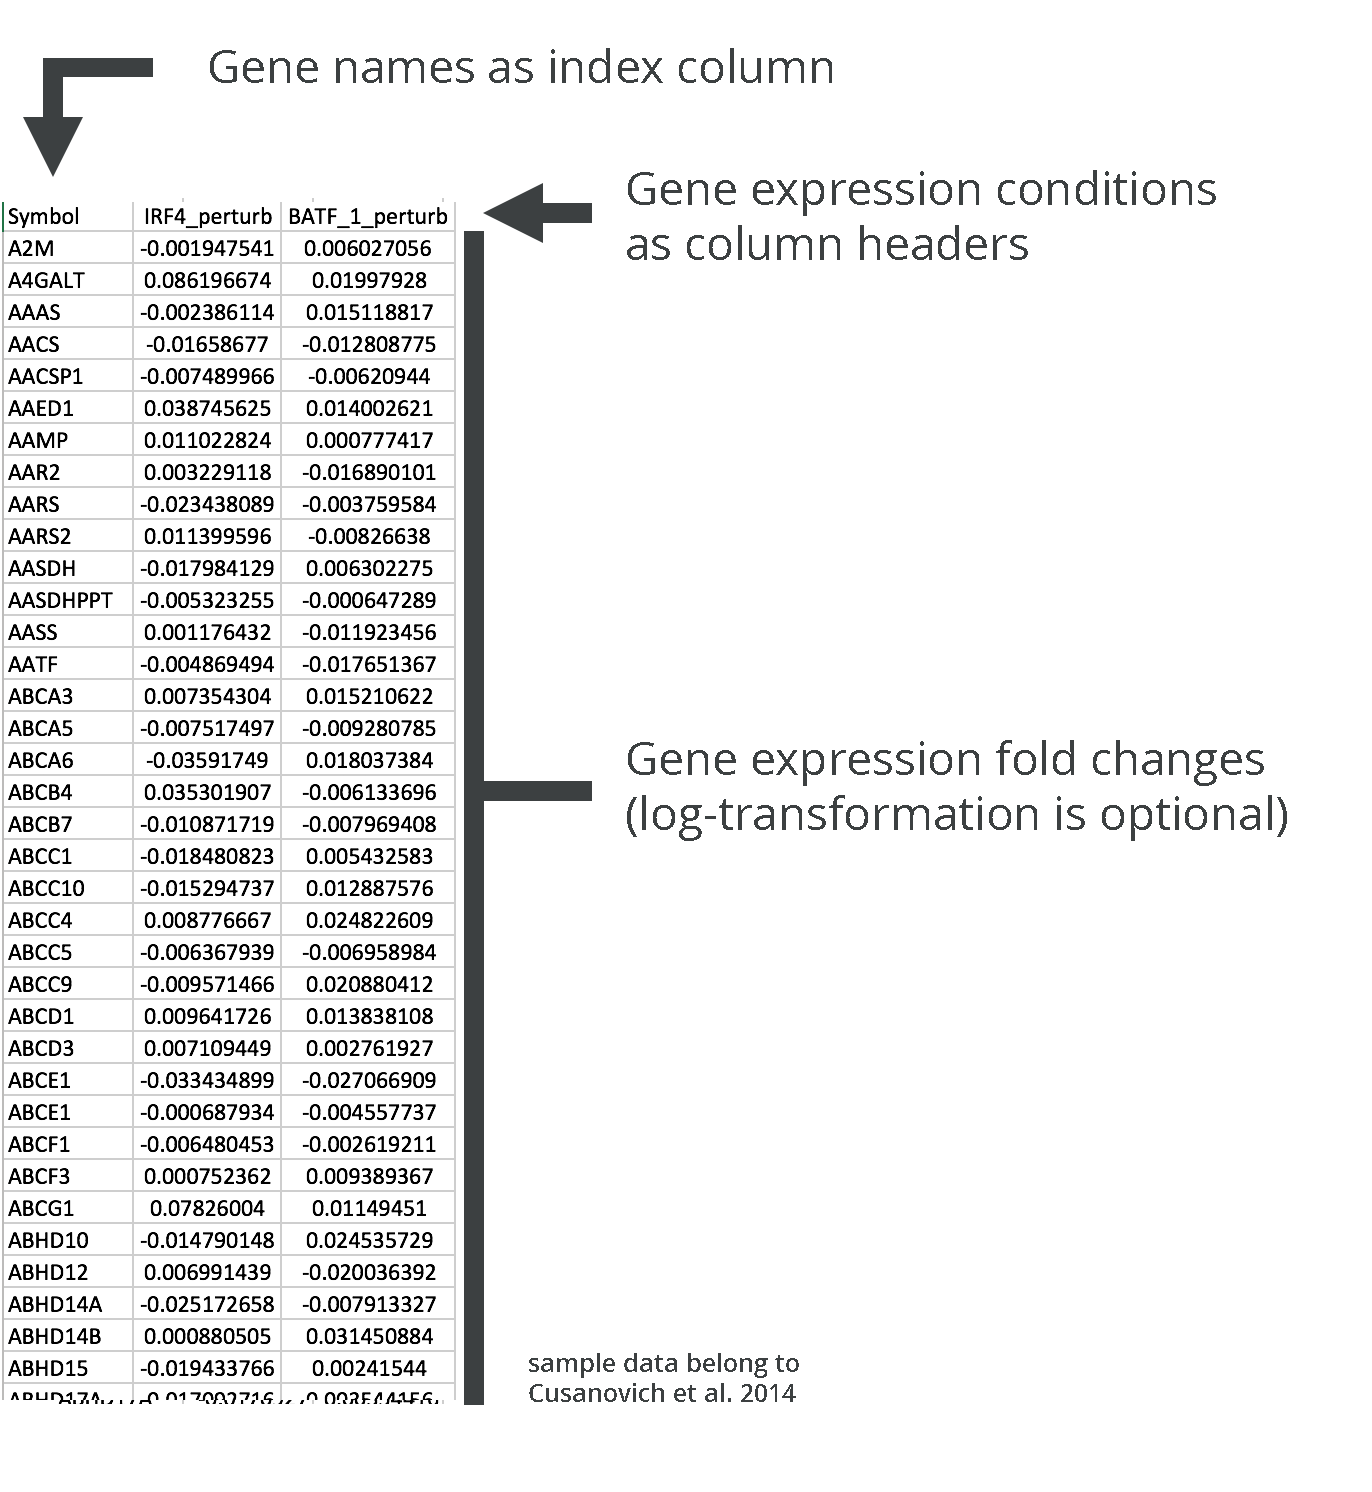 Gene names as index column
Gene expression conditions
as column headers
Symbol IRF4_perturb BATF_1_perturb
A2M -0.001947541 0.006027056
A4GALT 0.086196674 0.01997928
AAAS -0.002386114 0.015118817
AACS -0.01658677 -0.012808775
AACSP1 -0.007489966 -0.00620944
AAED1 0.038745625 0.014002621
AAMP 0.011022824 0.000777417
AAR2 0.003229118 -0.016890101
AARS -0.023438089 -0.003759584
AARS2 0.011399596 -0.00826638
AASDH -0.017984129 0.006302275
AASDHPPT -0.005323255 -0.000647289
AASS 0.001176432 -0.011923456
AATF -0.004869494 -0.017651367
ABCA3 0.007354304 0.015210622
ABCA5 -0.007517497 -0.009280785
ABCA6 -0.03591749 0.018037384
ABCB4 0.035301907 -0.006133696
ABCB7 -0.010871719 -0.007969408
ABCC1 -0.018480823 0.005432583
ABCC10 -0.015294737 0.012887576
ABCC4 0.008776667 0.024822609
ABCC5 -0.006367939 -0.006958984
ABCC9 -0.009571466 0.020880412
ABCD1 0.009641726 0.013838108
ABCD3 0.007109449 0.002761927
ABCE1 -0.033434899 -0.027066909
ABCE1 -0.000687934 -0.004557737
ABCF1 -0.006480453 -0.002619211
ABCF3 0.000752362 0.009389367
ABCG1 0.07826004 0.01149451
ABHD10 -0.014790148 0.024535729
ABHD12 0.006991439 -0.020036392
ABHD14A -0.025172658 -0.007913327
ABHD14B 0.000880505 0.031450884
ABHD15 -0.019433766 0.00241544
Gene expression fold changes
(log-transformation is optional)
sample data belong to
Cusanovich et al. 2014